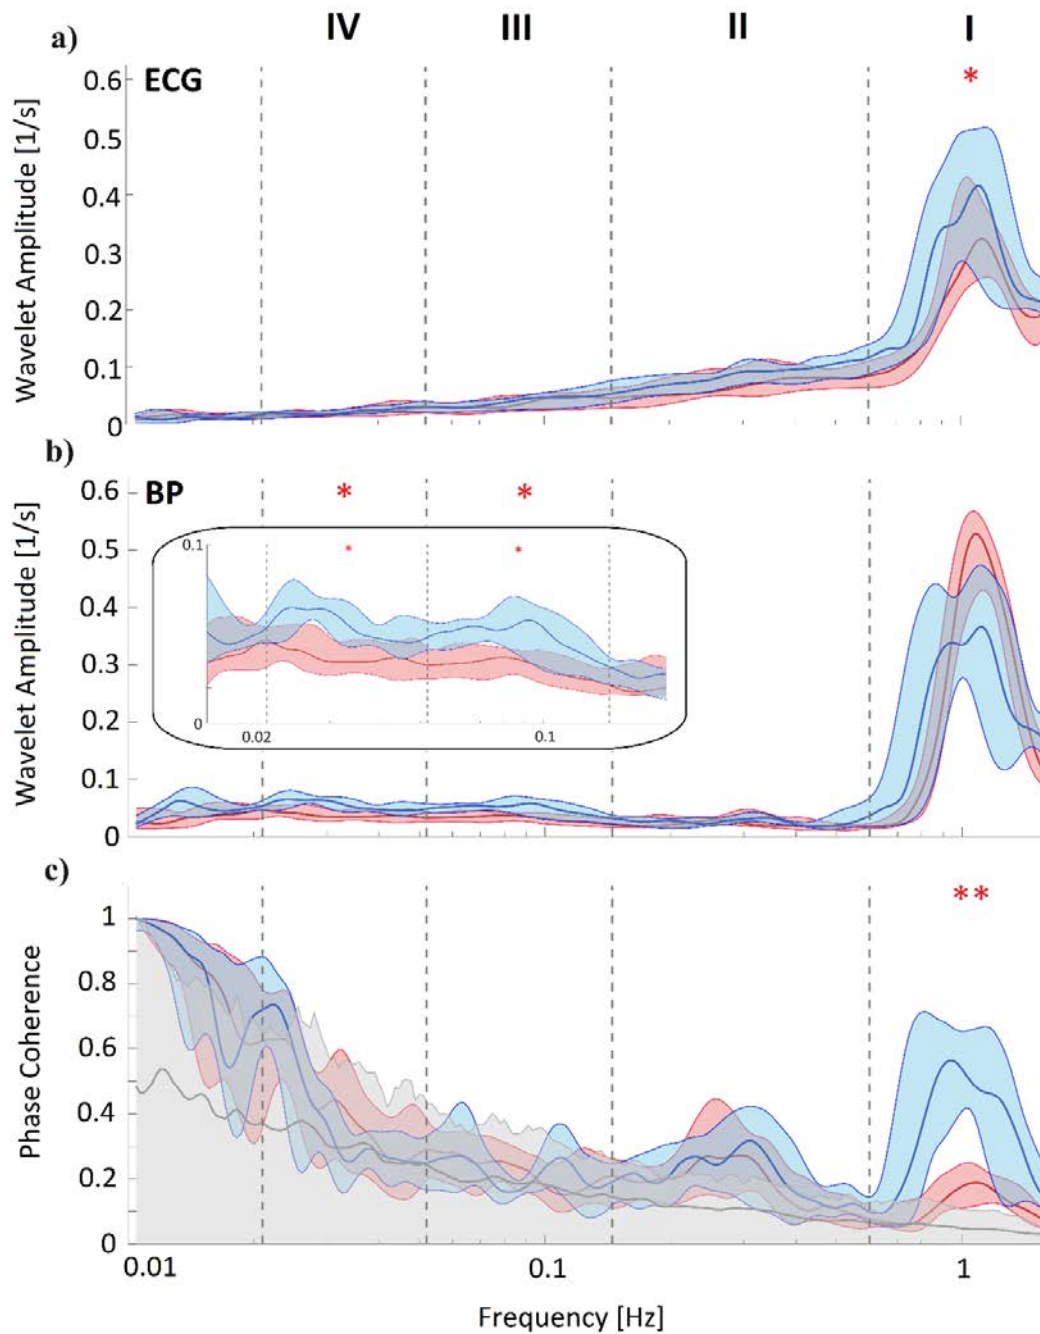 IV III II I
a)
ECG
*
0.6
0.5
0.4
0.3
0.2
0.1
0
Wavelet Amplitude [1/s]
b)
BP
* *
0.6
0.5
0.4
0.3
0.2
0.1
0
Wavelet Amplitude [1/s]
0.1
* *
0
0.02 0.1
c)
**
1
0.8
0.6
0.4
0.2
0
Phase Coherence
0.01 0.1 1
Frequency [Hz]